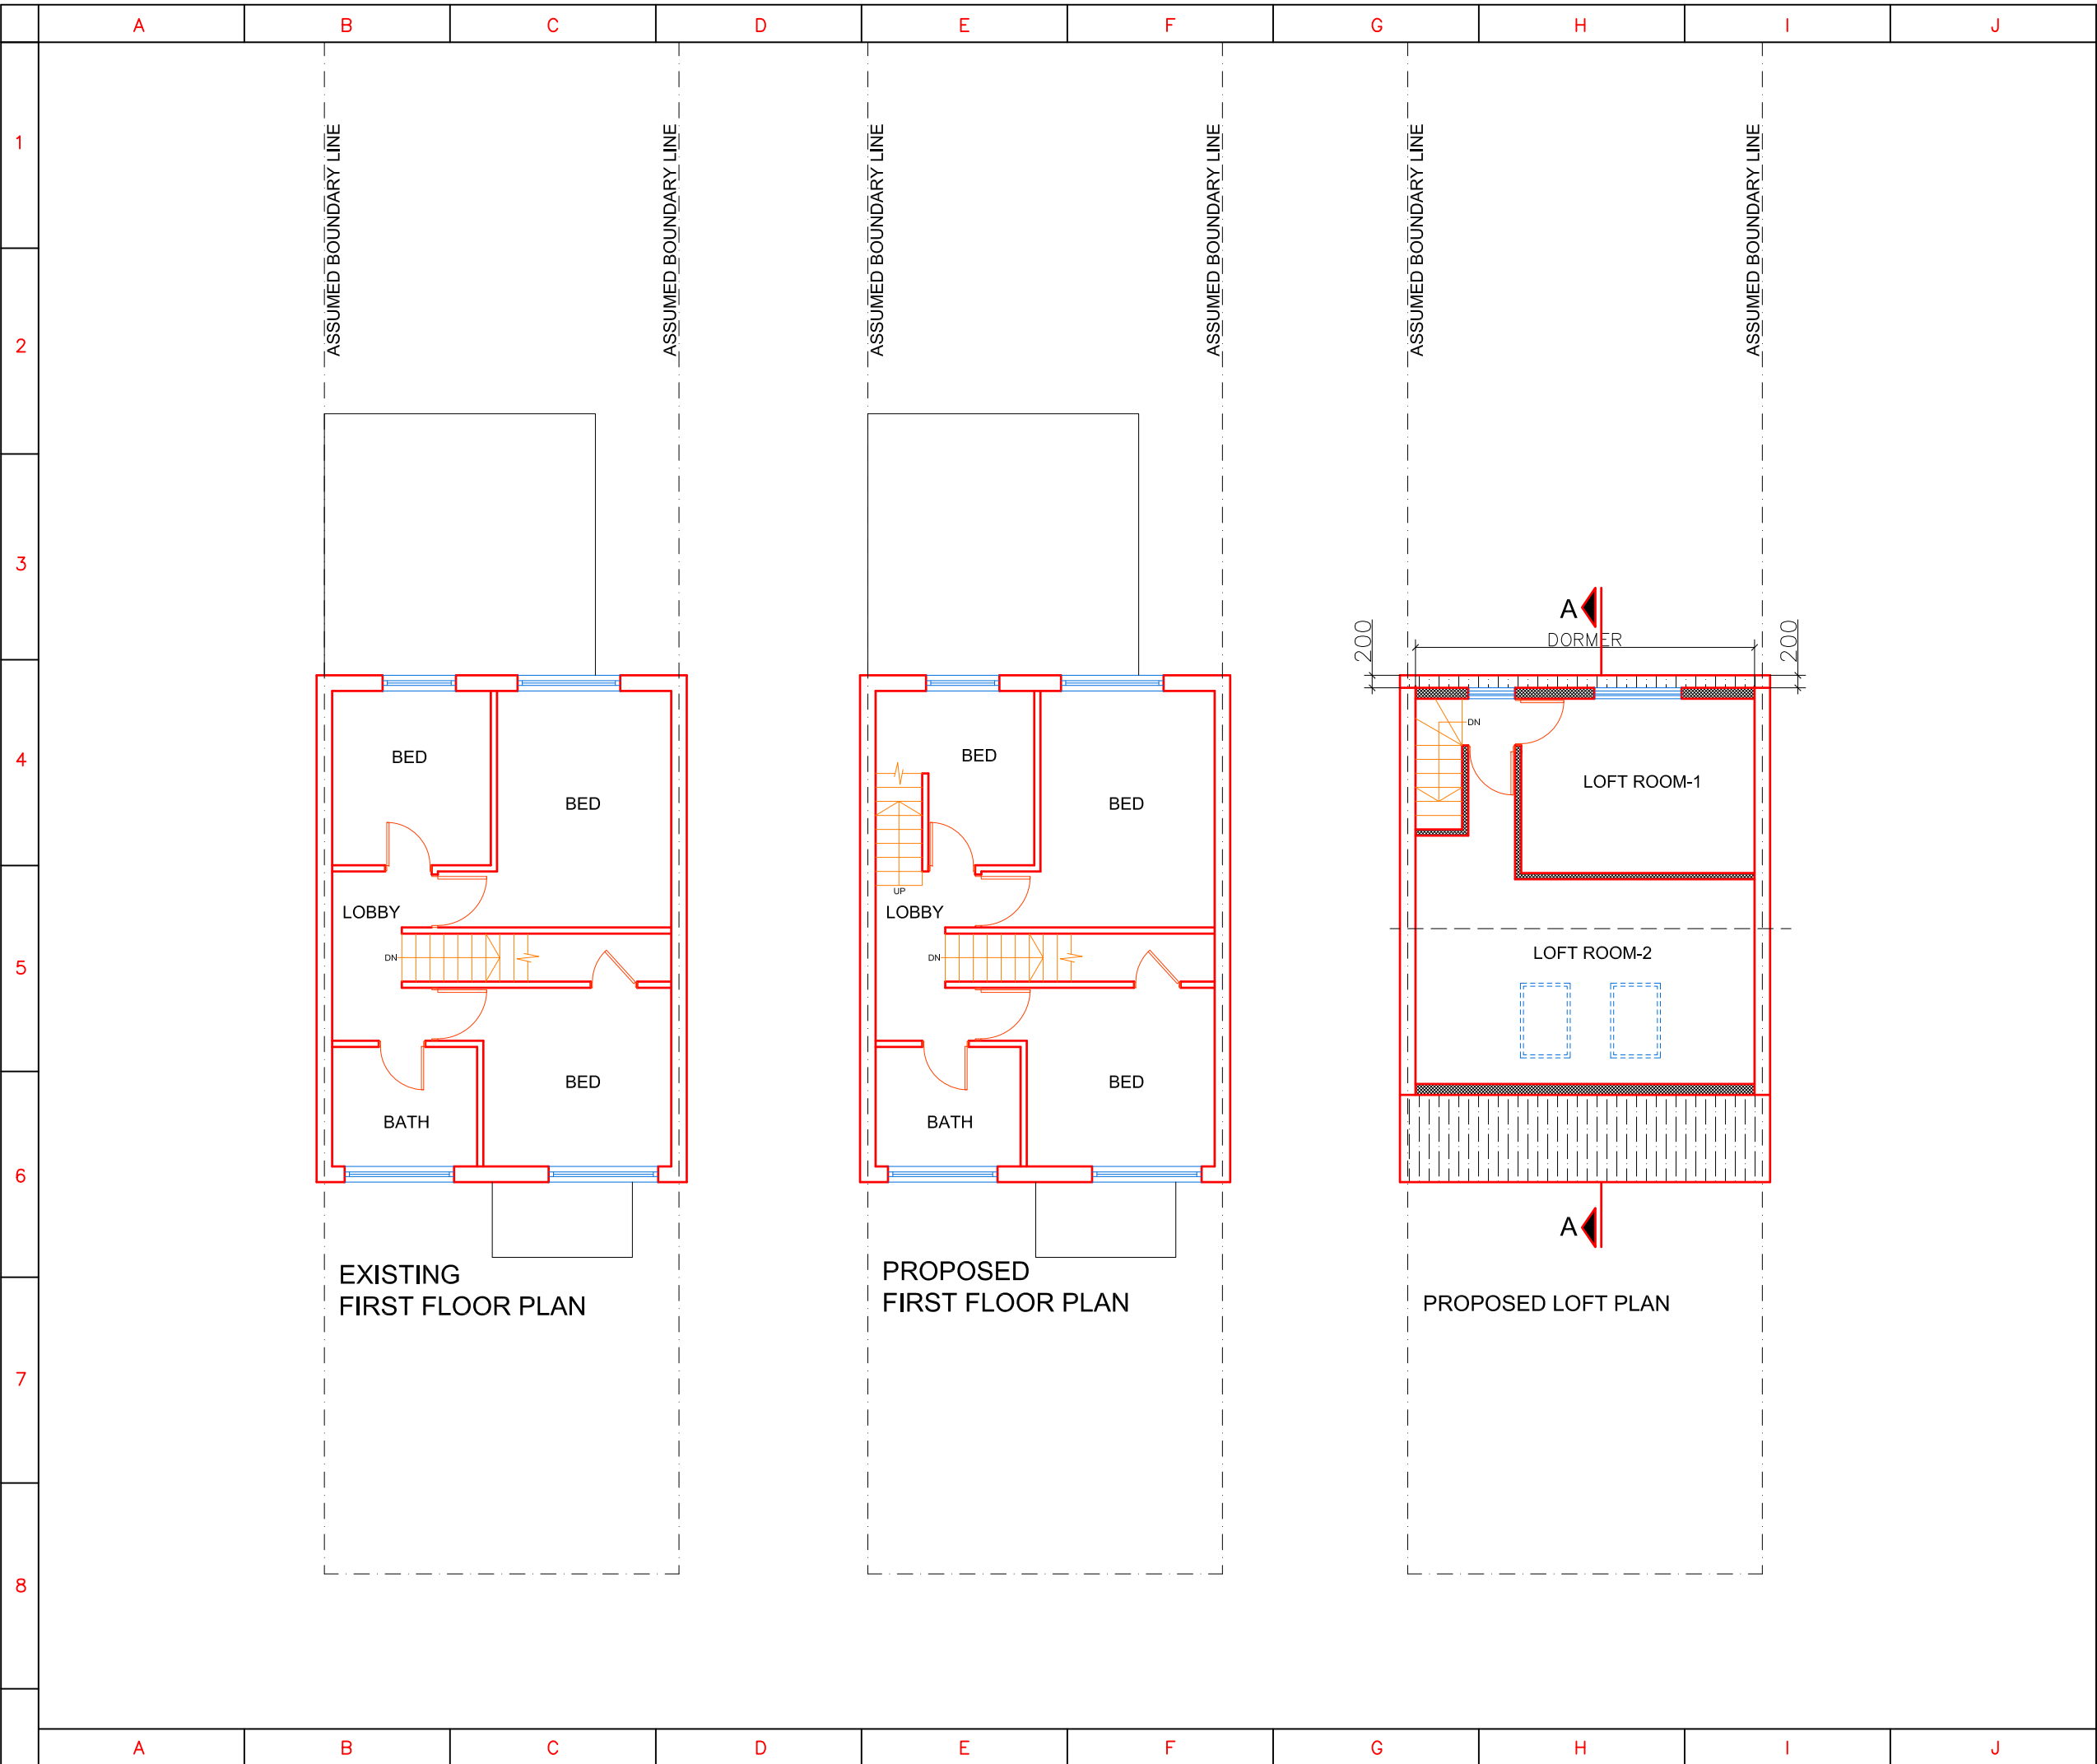 A B C D E F G H I J
1
2
3
4
5
6
7
8
ASSUMED BOUNDARY LINE
ASSUMED BOUNDARY LINE
ASSUMED BOUNDARY LINE
ASSUMED BOUNDARY LINE
ASSUMED BOUNDARY LINE
ASSUMED BOUNDARY LINE
BED
BED
LOBBY
DN
BED
BATH
EXISTING
FIRST FLOOR PLAN
BED
BED
UP
LOBBY
DN
BED
BATH
PROPOSED
FIRST FLOOR PLAN
A
200
DORMER
200
DN
LOFT ROOM-1
LOFT ROOM-2
A
PROPOSED LOFT PLAN
A B C D E F G H I J